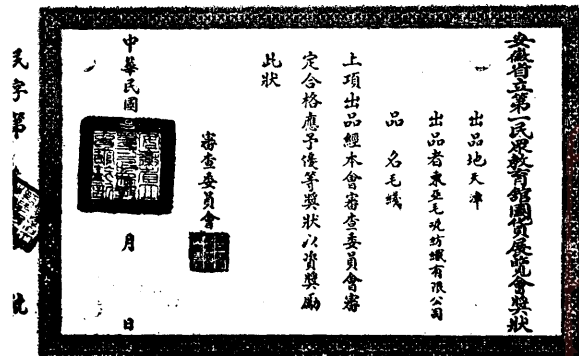 安徽省立第一民眾教育館國貨展覽會獎狀
出品地天津
出品者東亞毛呢紡織有限公司
品名毛綫
上項出品經本會審查委員會審
定合格應予優等獎狀以資獎勵
此狀
審查委員會
中華民國 月 日
民字第 號